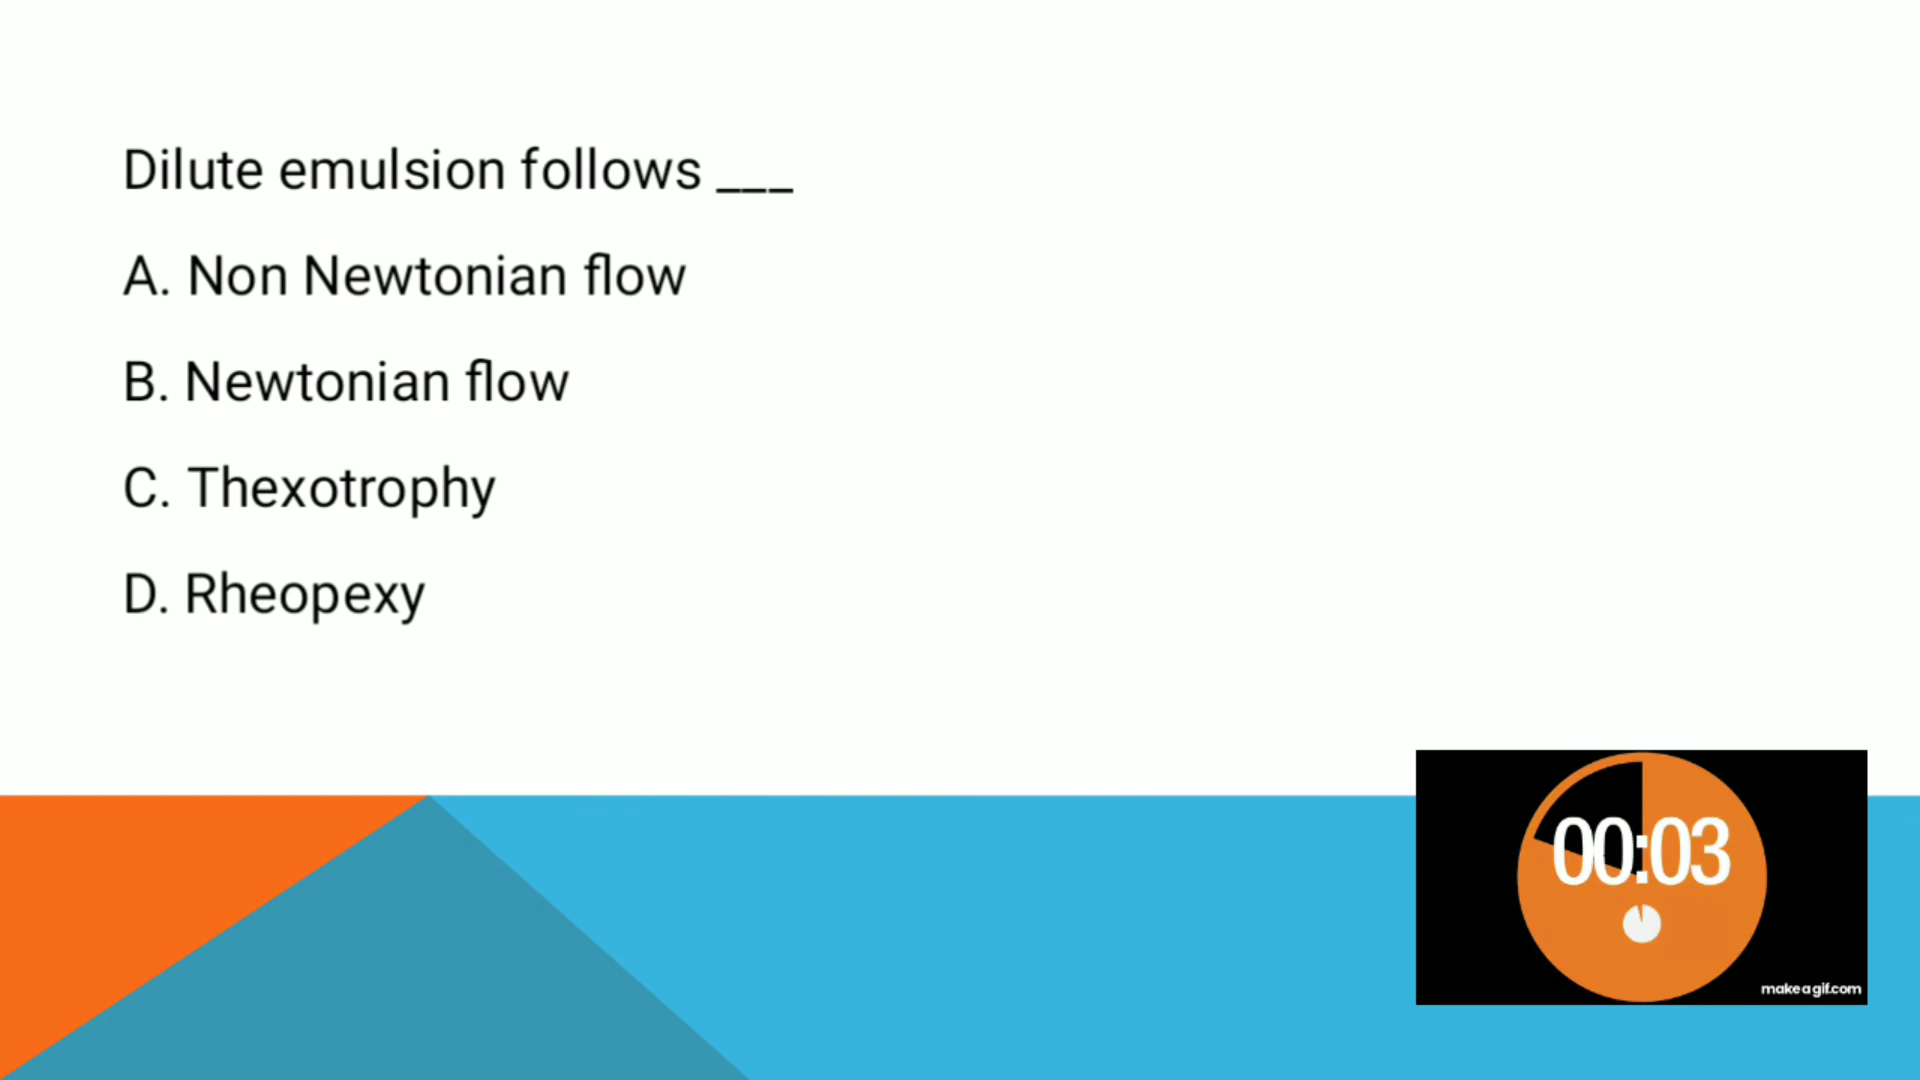 Dilute emulsion follows ___
A. Non Newtonian flow
B. Newtonian flow
C. Thexotrophy
D. Rheopexy
00:03
makeagif.com